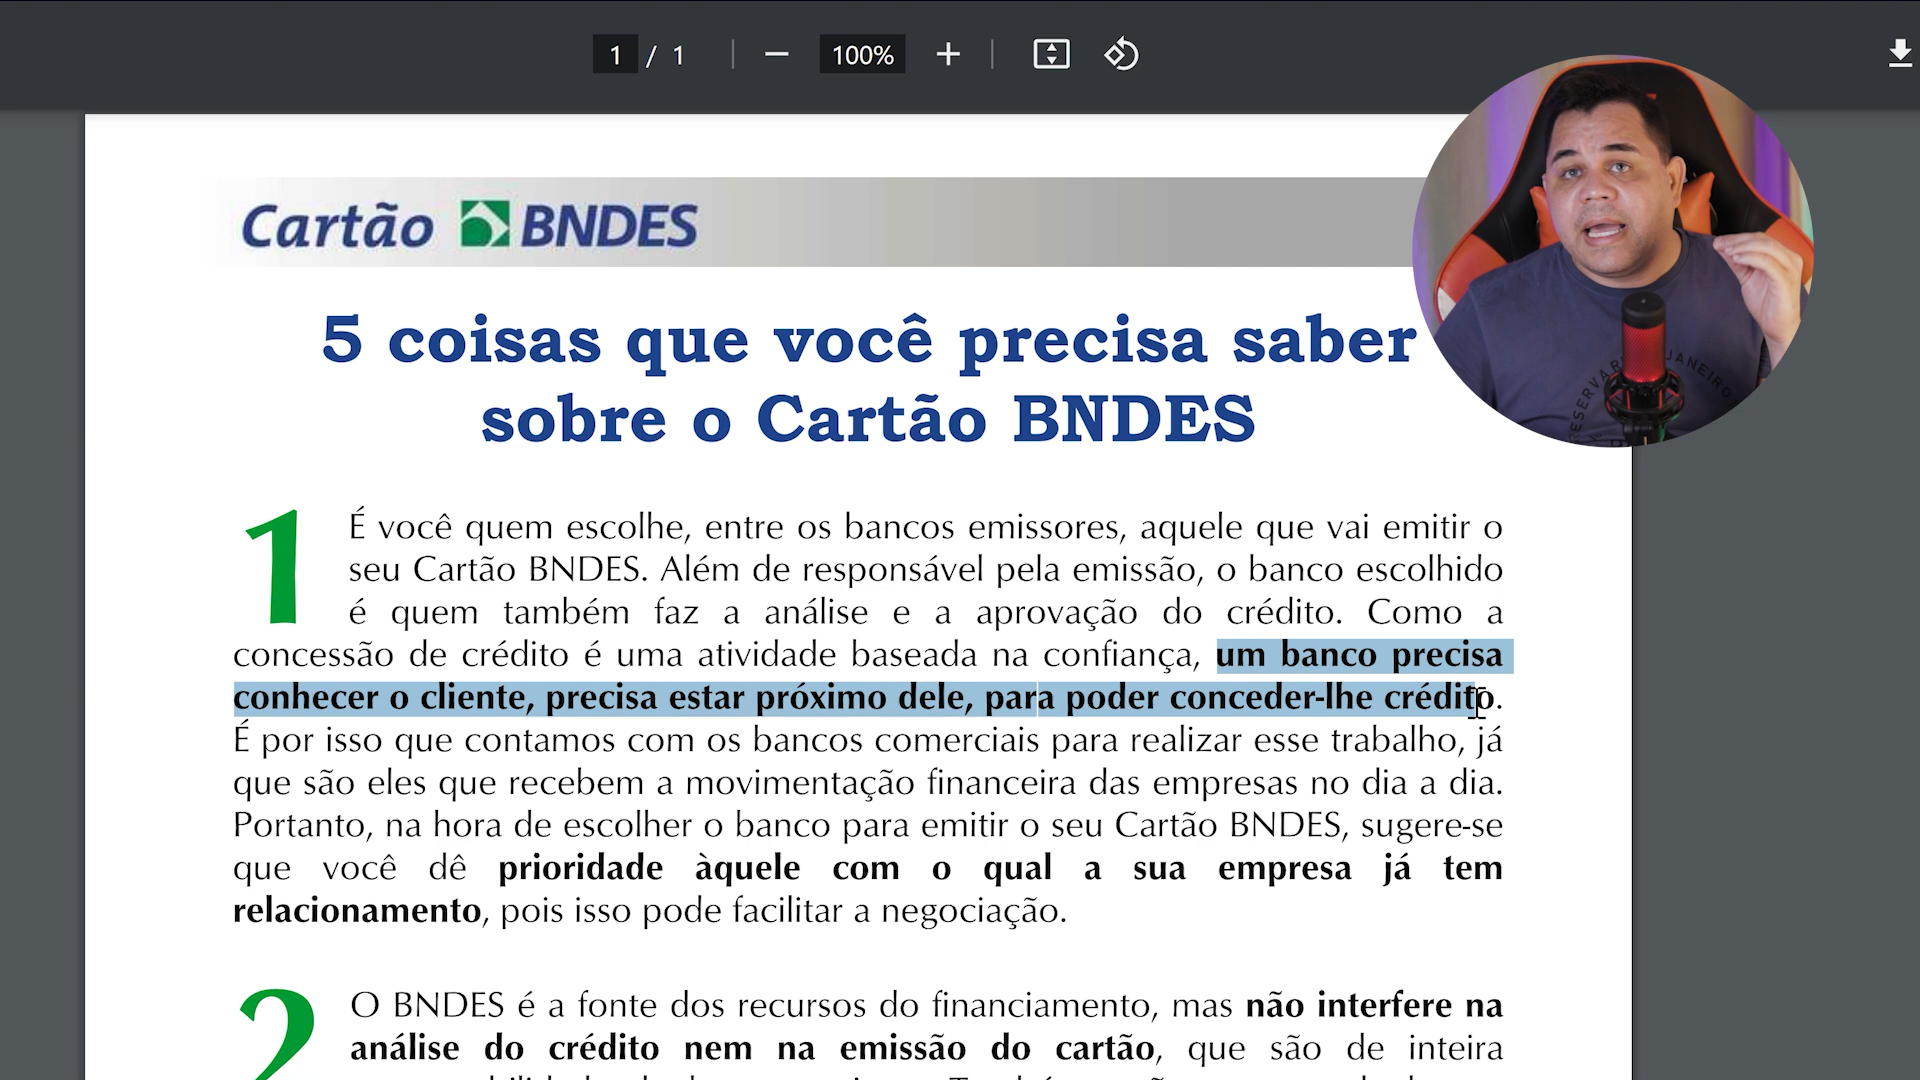 1 / 1
100%
Cartão BNDES
5 coisas que você precisa saber
sobre o Cartão BNDES
1
É você quem escolhe, entre os bancos emissores, aquele que vai emitir o
seu Cartão BNDES. Além de responsável pela emissão, o banco escolhido
é quem também faz a análise e a aprovação do crédito. Como a
concessão de crédito é uma atividade baseada na confiança, um banco precisa
conhecer o cliente, precisa estar próximo dele, para poder conceder-lhe crédito.
É por isso que contamos com os bancos comerciais para realizar esse trabalho, já
que são eles que recebem a movimentação financeira das empresas no dia a dia.
Portanto, na hora de escolher o banco para emitir o seu Cartão BNDES, sugere-se
que você dê prioridade àquele com o qual a sua empresa já tem
relacionamento, pois isso pode facilitar a negociação.
2
O BNDES é a fonte dos recursos do financiamento, mas não interfere na
análise do crédito nem na emissão do cartão, que são de inteira